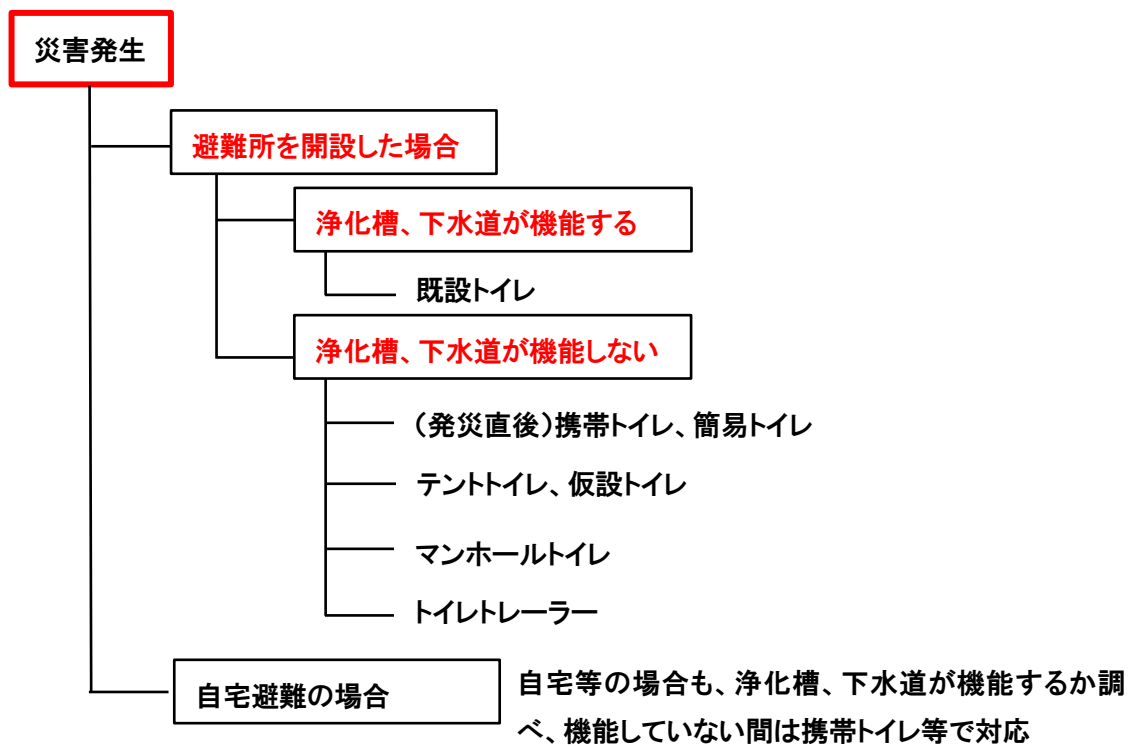 災害発生
避難所を開設した場合
浄化槽、下水道が機能する
既設トイレ
浄化槽、下水道が機能しない
（発災直後）携帯トイレ、簡易トイレ
テントトイレ、仮設トイレ
マンホールトイレ
トイレトレーラー
自宅避難の場合
自宅等の場合も、浄化槽、下水道が機能するか調
べ、機能していない間は携帯トイレ等で対応